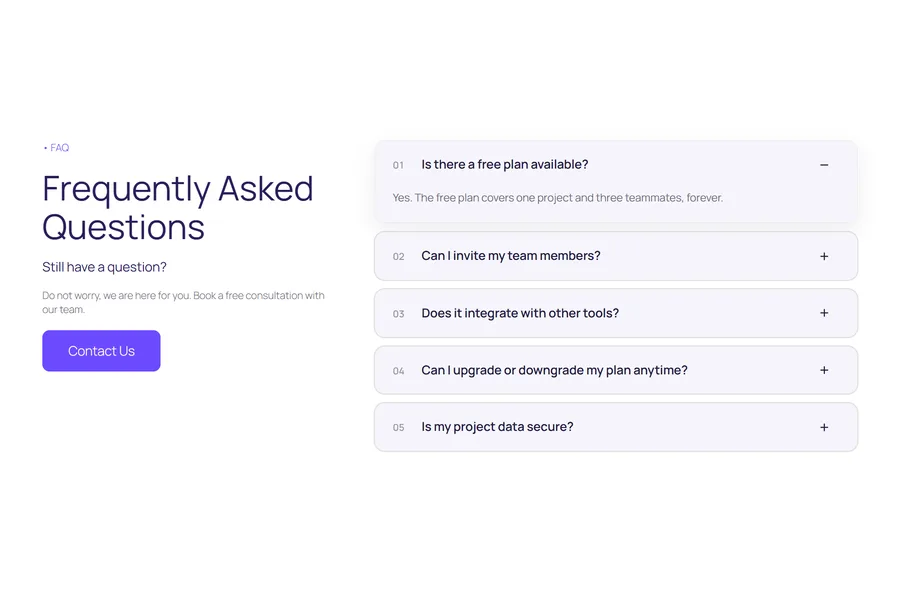 • FAQ
Frequently Asked
Questions
Still have a question?
Do not worry, we are here for you. Book a free consultation with
our team.
Contact Us
01 Is there a free plan available? −
Yes. The free plan covers one project and three teammates, forever.
02 Can I invite my team members? +
03 Does it integrate with other tools? +
04 Can I upgrade or downgrade my plan anytime? +
05 Is my project data secure? +